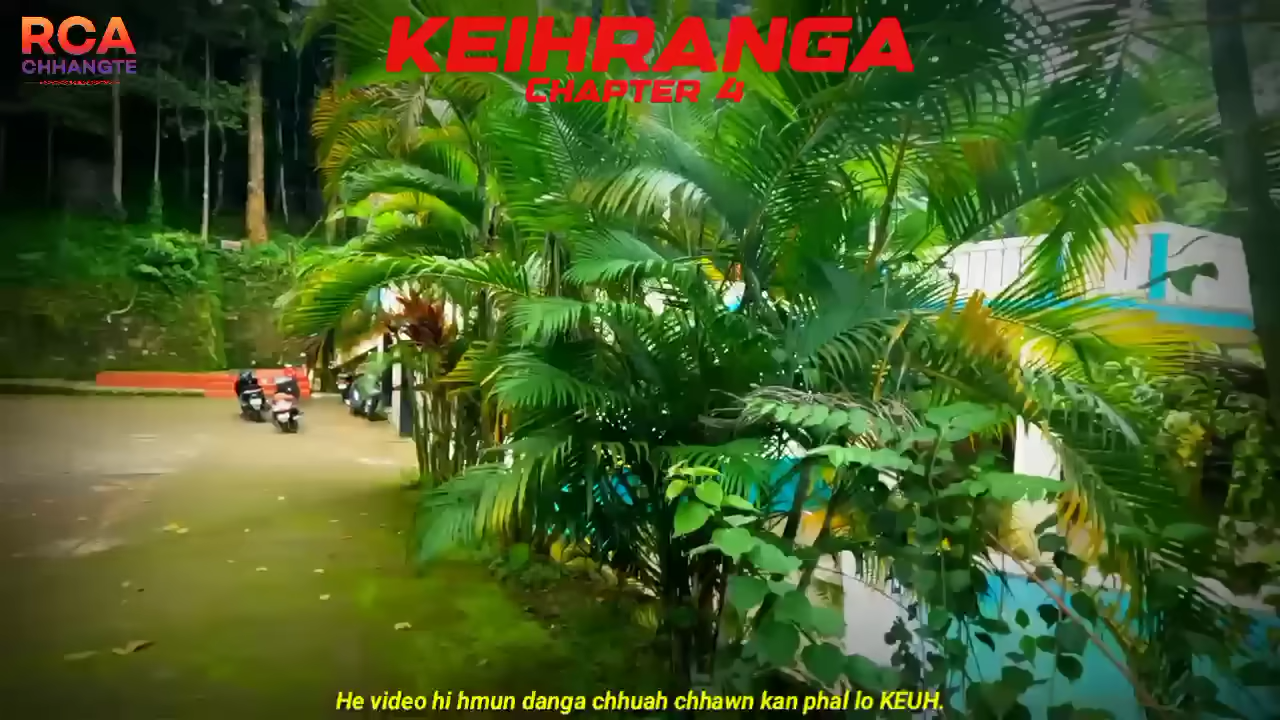 RCA
CHHANGTE
KEIHRANGA
CHAPTER 4
He video hi hmun danga chhuah chhawn kan phal lo KEUH.